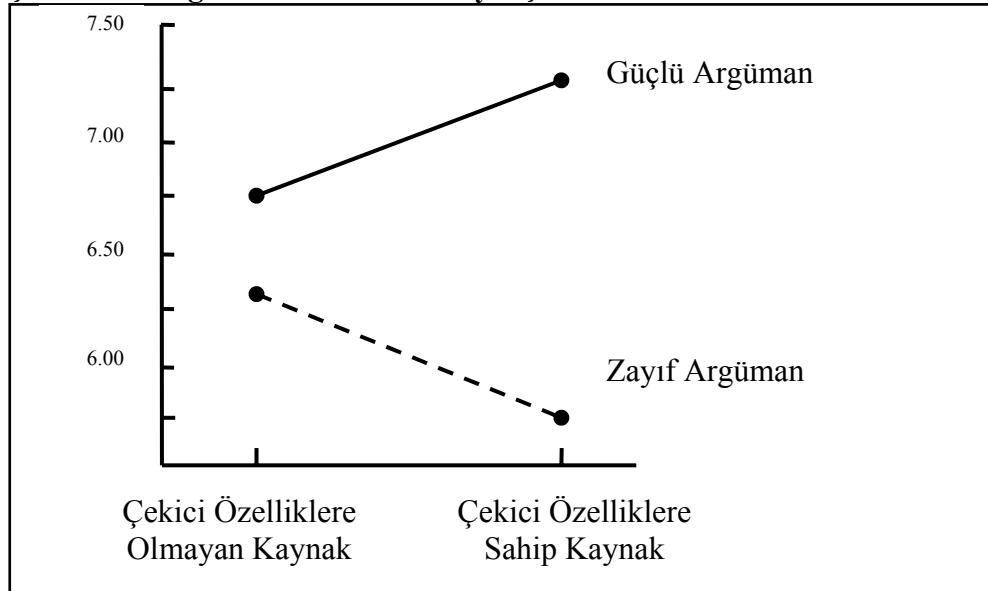 7.50
Güçlü Argüman
7.00
6.50
6.00
Zayıf Argüman
Çekici Özelliklere
Olmayan Kaynak
Çekici Özelliklere
Sahip Kaynak